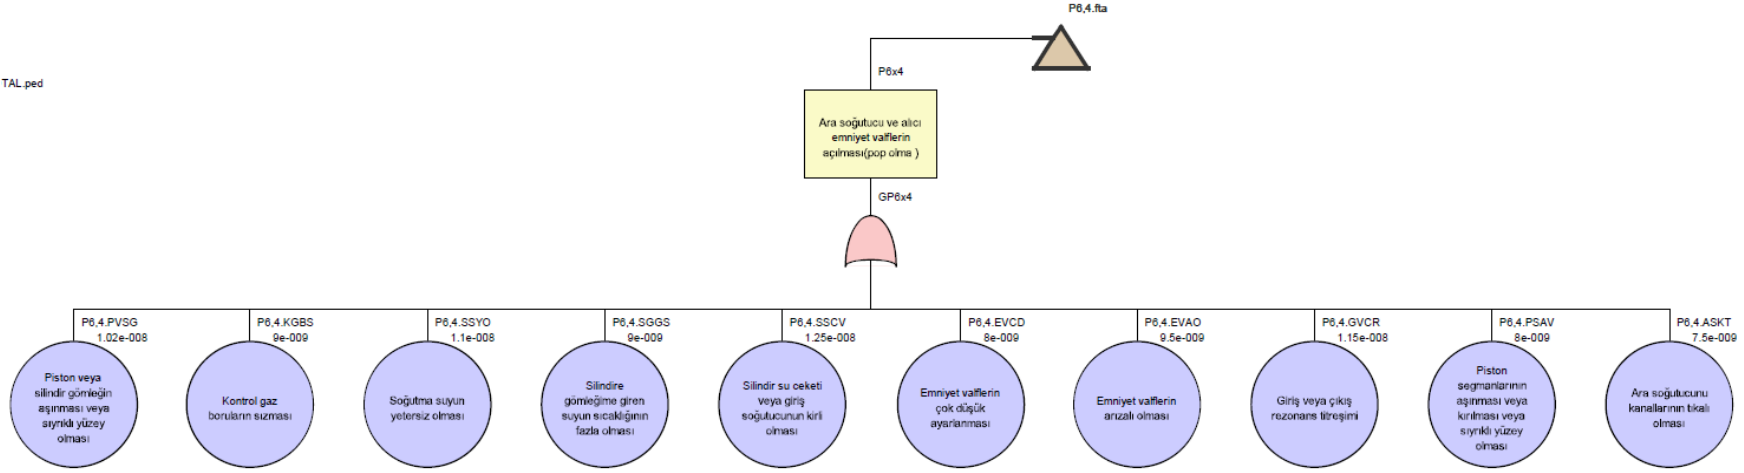 P6,4.fta
P6x4
TAL.ped
Ara soğutucu ve alıcı
emniyet valflerin
açılması(pop olma )
GP6x4
P6,4.PVSG
1.02e-008
P6,4.KGBS
9e-009
P6,4.SSYO
1.1e-008
P6,4.SGGS
9e-009
P6,4.SSCV
1.25e-008
P6,4.EVCD
8e-009
P6,4.EVAO
9.5e-009
P6,4.GVCR
1.15e-008
P6,4.PSAV
8e-009
P6,4.ASKT
7.5e-009
Piston veya
silindir gömleğin
aşınması veya
sıyrıklı yüzey
olması
Kontrol gaz
boruların sızması
Soğutma suyun
yetersiz olması
Silindire
gömleğime giren
suyun sıcaklığının
fazla olması
Silindir su ceketi
veya giriş
soğutucunun kirli
olması
Emniyet valflerin
çok düşük
ayarlanması
Emniyet valflerin
arızalı olması
Giriş veya çıkış
rezonans titreşimi
Piston
segmanlarının
aşınması veya
kırılması veya
sıyrıklı yüzey
olması
Ara soğutucunu
kanallarının tıkalı
olması